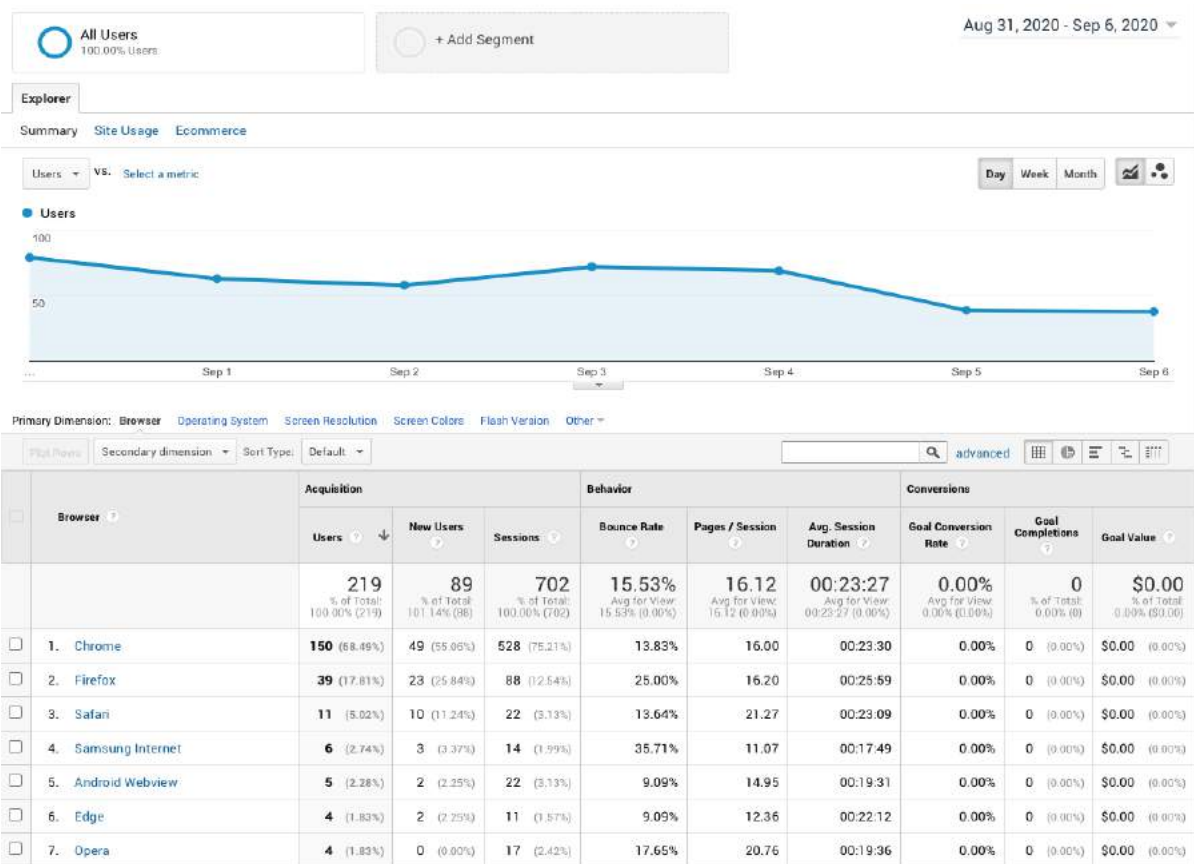 All Users
100.00% Users
+ Add Segment
Aug 31, 2020 - Sep 6, 2020
Explorer
Summary Site Usage Ecommerce
Users VS. Select a metric
Day Week Month
Users
100
50
... Sep 1 Sep 2 Sep 3 Sep 4 Sep 5 Sep 6
Primary Dimension: Browser Operating System Screen Resolution Screen Colors Flash Version Other
Plot Rows Secondary dimension Sort Type: Default advanced
Acquisition Behavior Conversions
Browser ? Users ? New Users ? Sessions ? Bounce Rate ? Pages / Session ? Avg. Session Duration ? Goal Conversion Rate ? Goal Completions ? Goal Value ?
219 89 702 15.53% 16.12 00:23:27 0.00% 0 $0.00
% of Total: % of Total: % of Total: Avg for View: Avg for View: Avg for View: Avg for View: % of Total: % of Total:
100.00% (219) 101.14% (88) 100.00% (702) 15.53% (0.00%) 16.12 (0.00%) 00:23:27 (0.00%) 0.00% (0.00%) 0.00% (0) 0.00% ($0.00)
1. Chrome 150 (68.49%) 49 (55.06%) 528 (75.21%) 13.83% 16.00 00:23:30 0.00% 0 (0.00%) $0.00 (0.00%)
2. Firefox 39 (17.81%) 23 (25.84%) 88 (12.54%) 25.00% 16.20 00:25:59 0.00% 0 (0.00%) $0.00 (0.00%)
3. Safari 11 (5.02%) 10 (11.24%) 22 (3.13%) 13.64% 21.27 00:23:09 0.00% 0 (0.00%) $0.00 (0.00%)
4. Samsung Internet 6 (2.74%) 3 (3.37%) 14 (1.99%) 35.71% 11.07 00:17:49 0.00% 0 (0.00%) $0.00 (0.00%)
5. Android Webview 5 (2.28%) 2 (2.25%) 22 (3.13%) 9.09% 14.95 00:19:31 0.00% 0 (0.00%) $0.00 (0.00%)
6. Edge 4 (1.83%) 2 (2.25%) 11 (1.57%) 9.09% 12.36 00:22:12 0.00% 0 (0.00%) $0.00 (0.00%)
7. Opera 4 (1.83%) 0 (0.00%) 17 (2.42%) 17.65% 20.76 00:19:36 0.00% 0 (0.00%) $0.00 (0.00%)